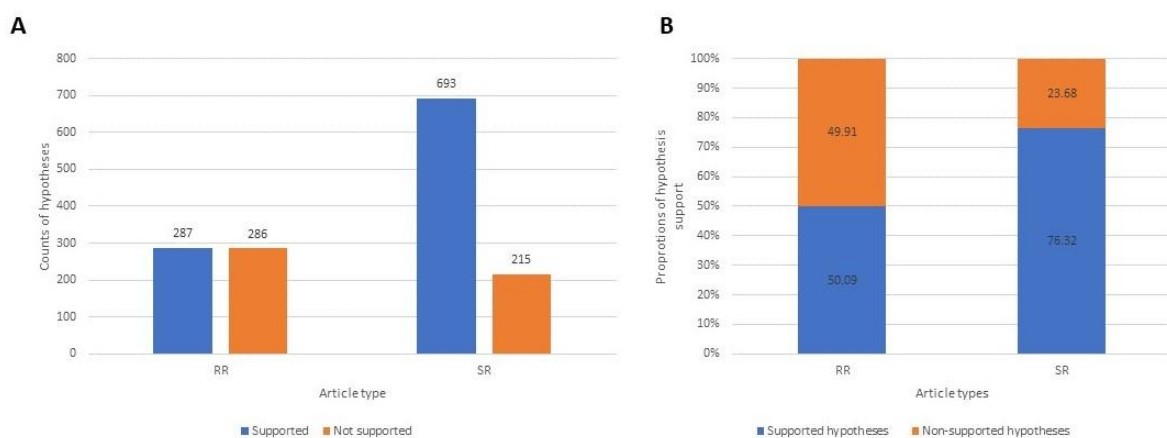 A
800
700
600
500
400
300
200
100
0
Counts of hypotheses
287
286
693
215
RR
SR
Article type
Supported
Not supported
B
100%
90%
80%
70%
60%
50%
40%
30%
20%
10%
0%
Proprotions of hypothesis
support
49.91
50.09
23.68
76.32
RR
SR
Article types
Supported hypotheses
Non-supported hypotheses